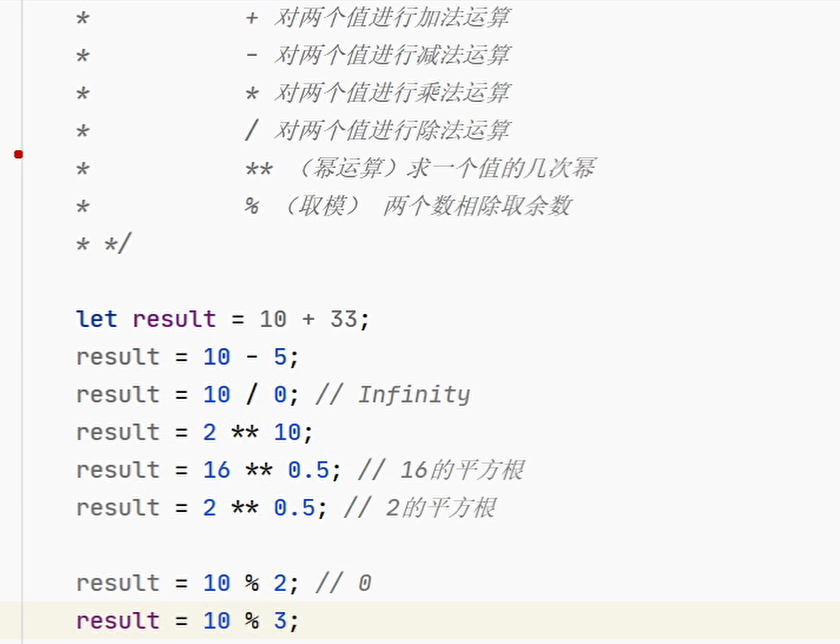 * + 对两个值进行加法运算
* - 对两个值进行减法运算
* * 对两个值进行乘法运算
* / 对两个值进行除法运算
* ** （幂运算）求一个值的几次幂
* % （取模） 两个数相除取余数
* */
let result = 10 + 33;
result = 10 - 5;
result = 10 / 0; // Infinity
result = 2 ** 10;
result = 16 ** 0.5; // 16的平方根
result = 2 ** 0.5; // 2的平方根
result = 10 % 2; // 0
result = 10 % 3;